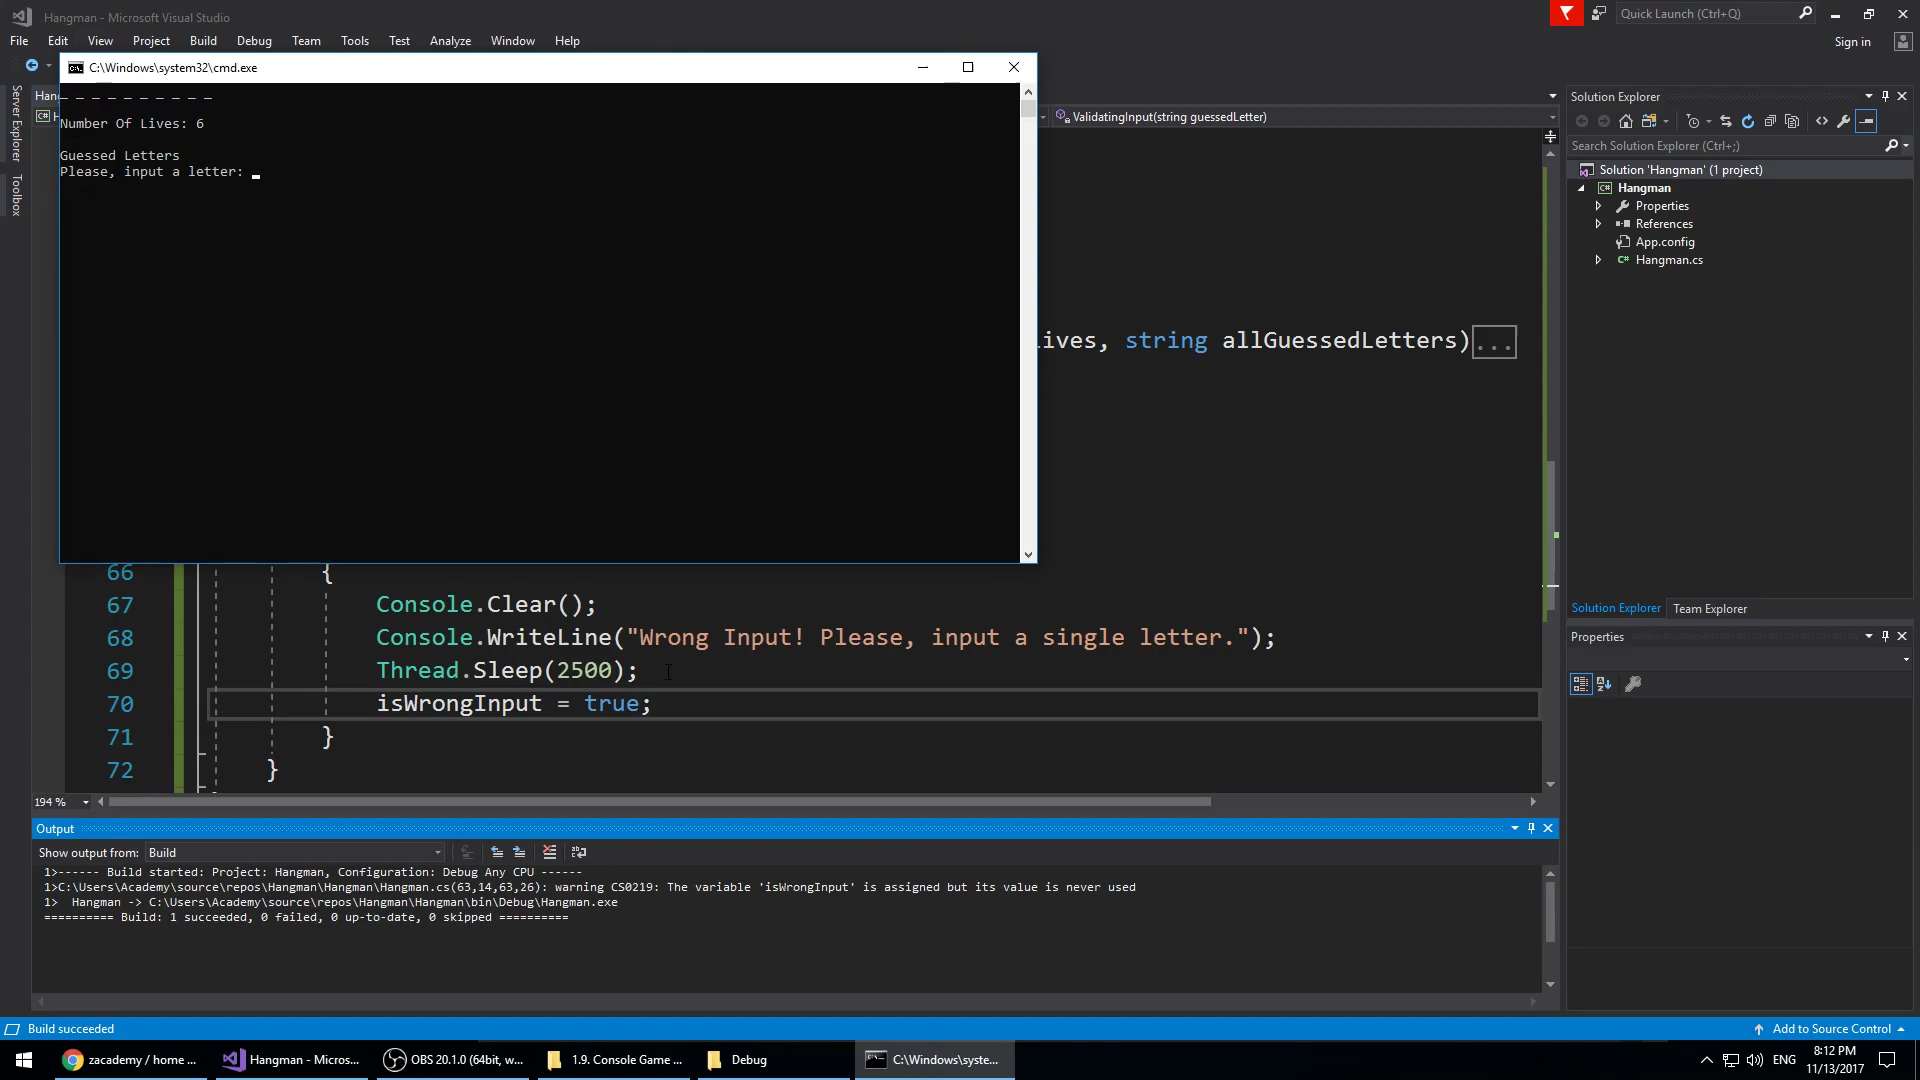 Hangman - Microsoft Visual Studio
Quick Launch (Ctrl+Q)
File Edit View Project Build Debug Team Tools Test Analyze Window Help
Sign in
C:\Windows\system32\cmd.exe
_ _ _ _ _ _ _ _ _ _
Number Of Lives: 6
Guessed Letters
Please, input a letter: _
Server Explorer
Toolbox
Han
ValidatingInput(string guessedLetter)
ives, string allGuessedLetters)...
66 {
67 Console.Clear();
68 Console.WriteLine("Wrong Input! Please, input a single letter.");
69 Thread.Sleep(2500);
70 isWrongInput = true;
71 }
72 }
194 %
Solution Explorer
Search Solution Explorer (Ctrl+;)
Solution 'Hangman' (1 project)
C# Hangman
Properties
References
App.config
C# Hangman.cs
Solution Explorer Team Explorer
Properties
Output
Show output from: Build
1>------ Build started: Project: Hangman, Configuration: Debug Any CPU ------
1>C:\Users\Academy\source\repos\Hangman\Hangman\Hangman.cs(63,14,63,26): warning CS0219: The variable 'isWrongInput' is assigned but its value is never used
1>  Hangman -> C:\Users\Academy\source\repos\Hangman\Hangman\bin\Debug\Hangman.exe
========== Build: 1 succeeded, 0 failed, 0 up-to-date, 0 skipped ==========
Build succeeded
Add to Source Control
zacademy / home ...
Hangman - Micros...
OBS 20.1.0 (64bit, w...
1.9. Console Game ...
Debug
C:\Windows\syste...
ENG
8:12 PM
11/13/2017